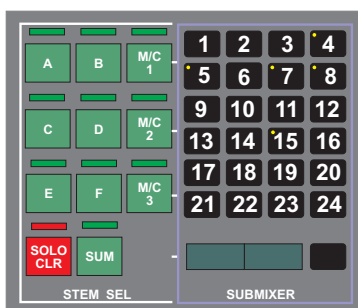 A B M/C 1
C D M/C 2
E F M/C 3
SOLO CLR SUM
STEM SEL
1 2 3 4
5 6 7 8
9 10 11 12
13 14 15 16
17 18 19 20
21 22 23 24
SUBMIXER